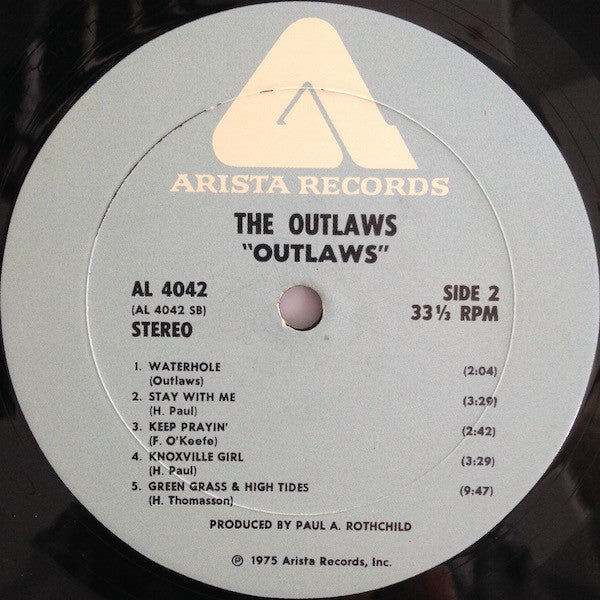 ARISTA RECORDS
THE OUTLAWS
"OUTLAWS"
AL 4042
(AL 4042 SB)
STEREO
SIDE 2
33 1/3 RPM
1. WATERHOLE (2:04)
(Outlaws)
2. STAY WITH ME (3:29)
(H. Paul)
3. KEEP PRAYIN' (2:42)
(F. O'Keefe)
4. KNOXVILLE GIRL (3:29)
(H. Paul)
5. GREEN GRASS & HIGH TIDES (9:47)
(H. Thomasson)
PRODUCED BY PAUL A. ROTHCHILD
℗ 1975 Arista Records, Inc.